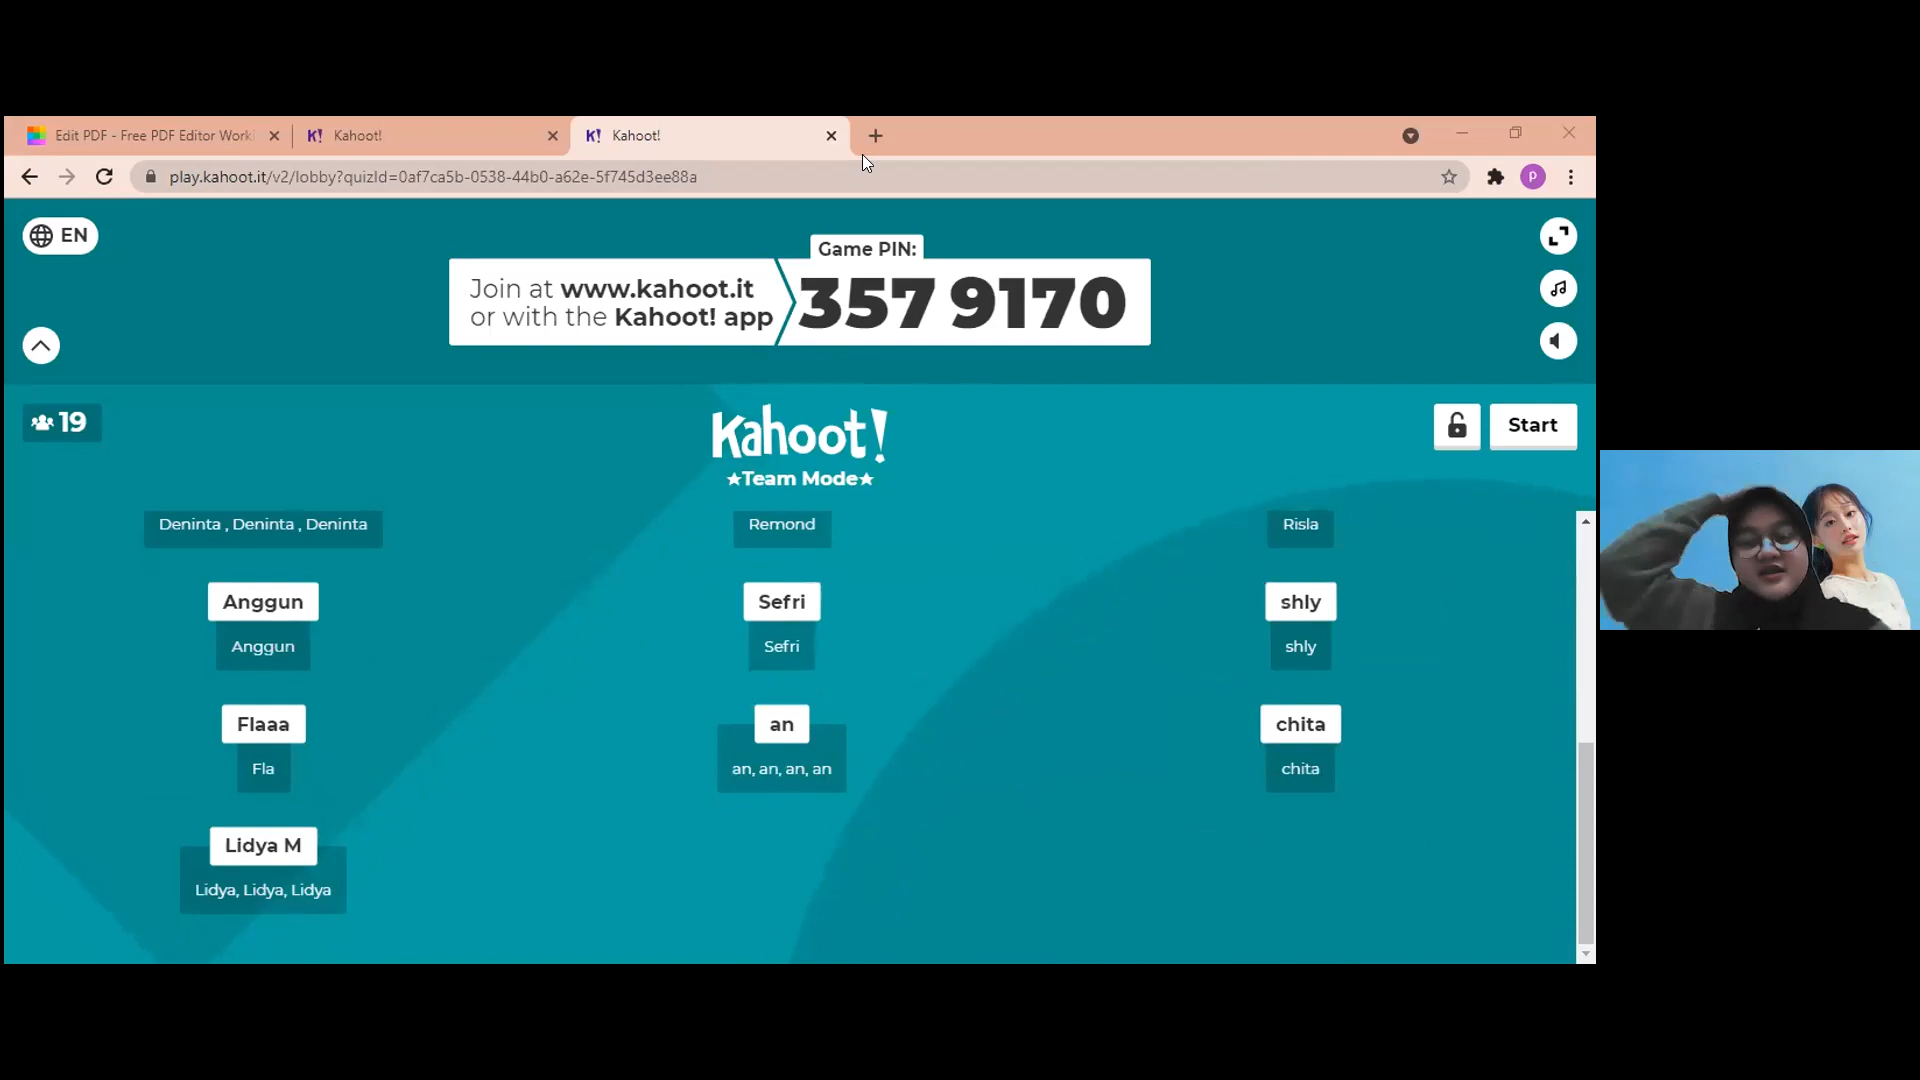 Edit PDF - Free PDF Editor Worki
K! Kahoot!
K! Kahoot!
play.kahoot.it/v2/lobby?quizId=0af7ca5b-0538-44b0-a62e-5f745d3ee88a
P
EN
Game PIN:
Join at www.kahoot.it
or with the Kahoot! app
357 9170
19
Kahoot!
★Team Mode★
Start
Deninta , Deninta , Deninta
Remond
Risla
Anggun
Sefri
shly
Anggun
Sefri
shly
Flaaa
an
chita
Fla
an, an, an, an
chita
Lidya M
Lidya, Lidya, Lidya